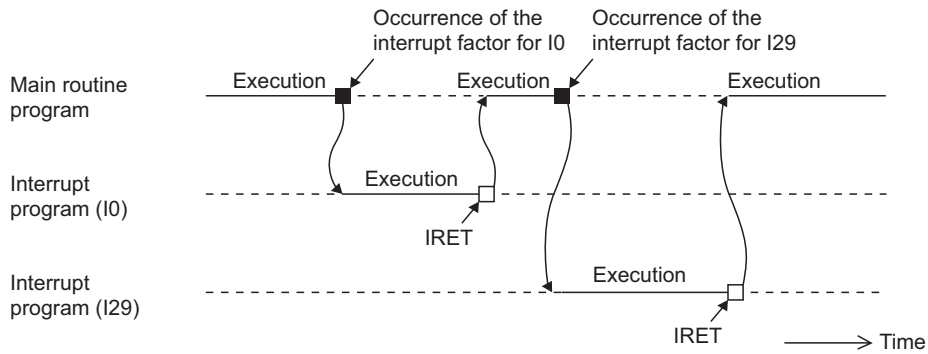 Occurrence of the
interrupt factor for I0
Occurrence of the
interrupt factor for I29
Main routine
program
Execution
Execution
Execution
Interrupt
program (I0)
Execution
IRET
Interrupt
program (I29)
Execution
IRET
Time